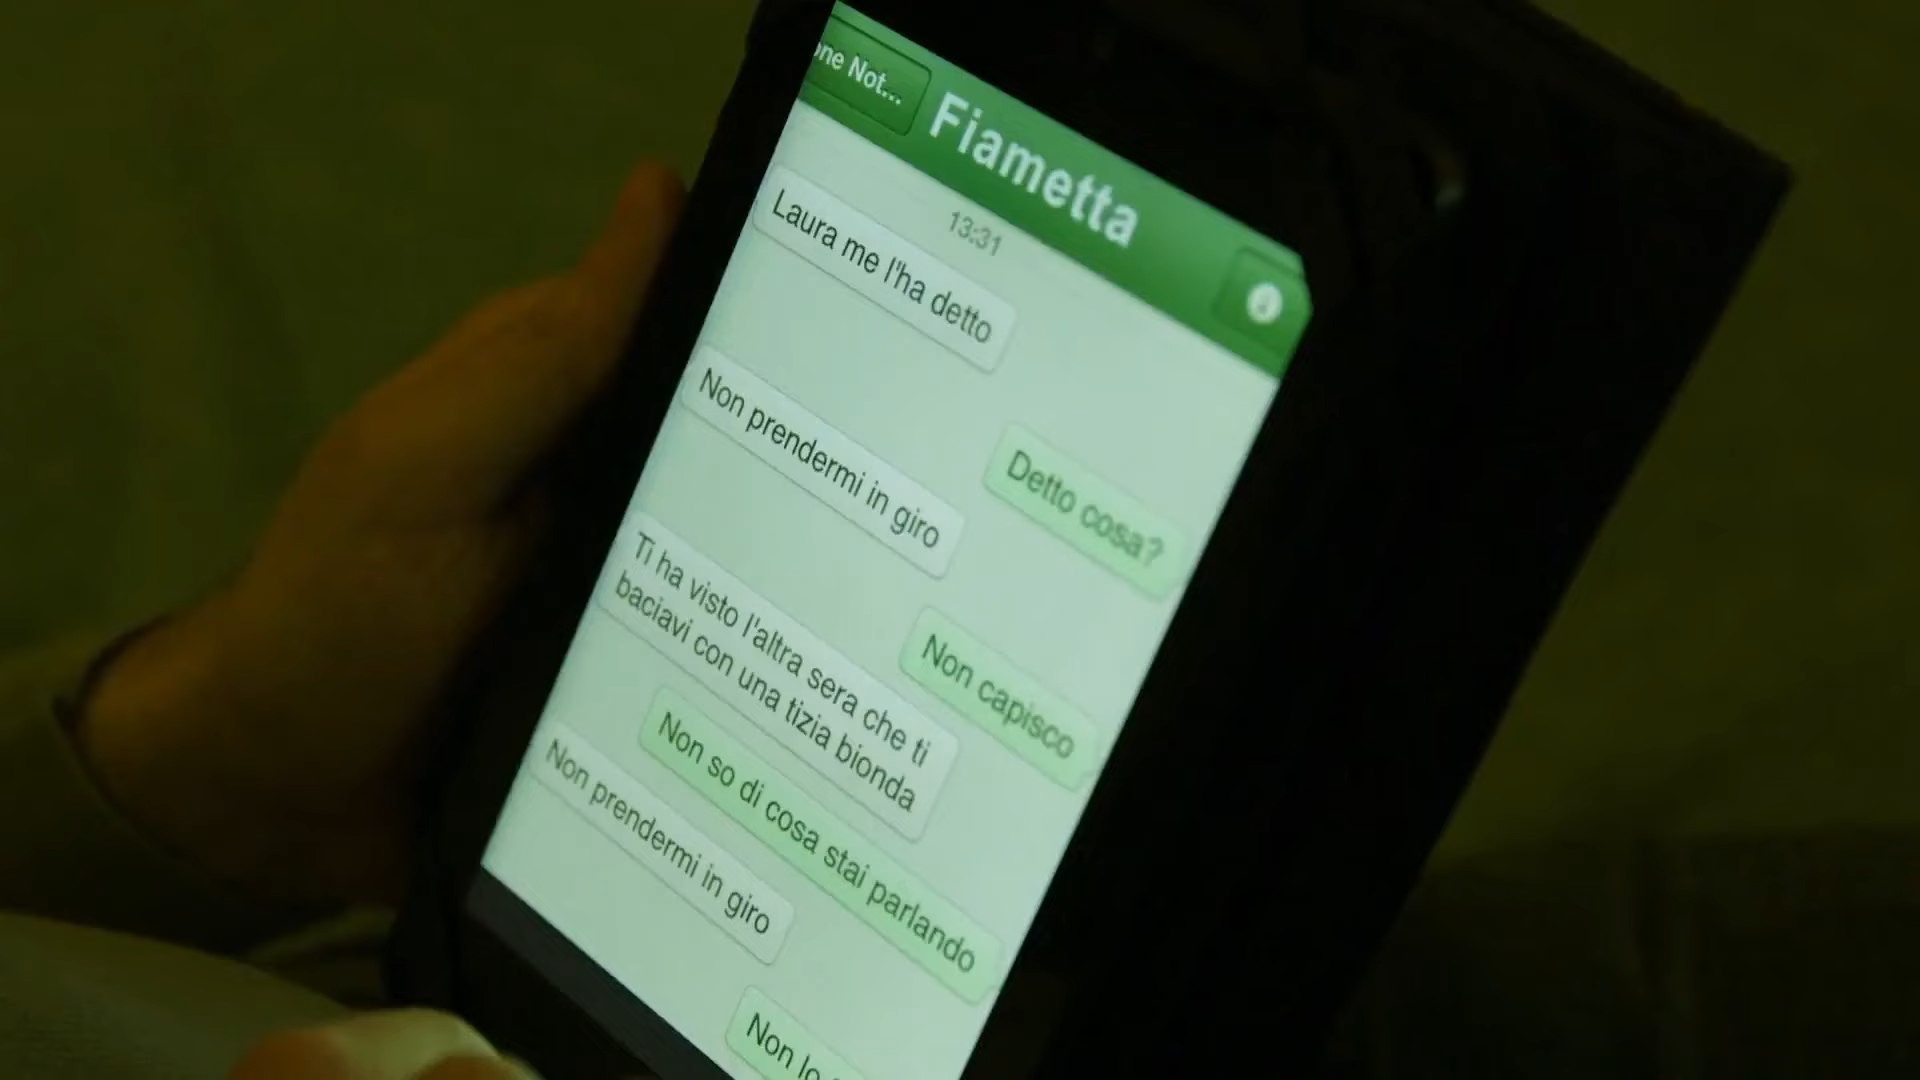 Not...
Fiametta
13:31
Laura me l'ha detto
Detto cosa?
Non prendermi in giro
Non capisco
Ti ha visto l'altra sera che ti
baciavi con una tizia bionda
Non so di cosa stai parlando
Non prendermi in giro
Non lo